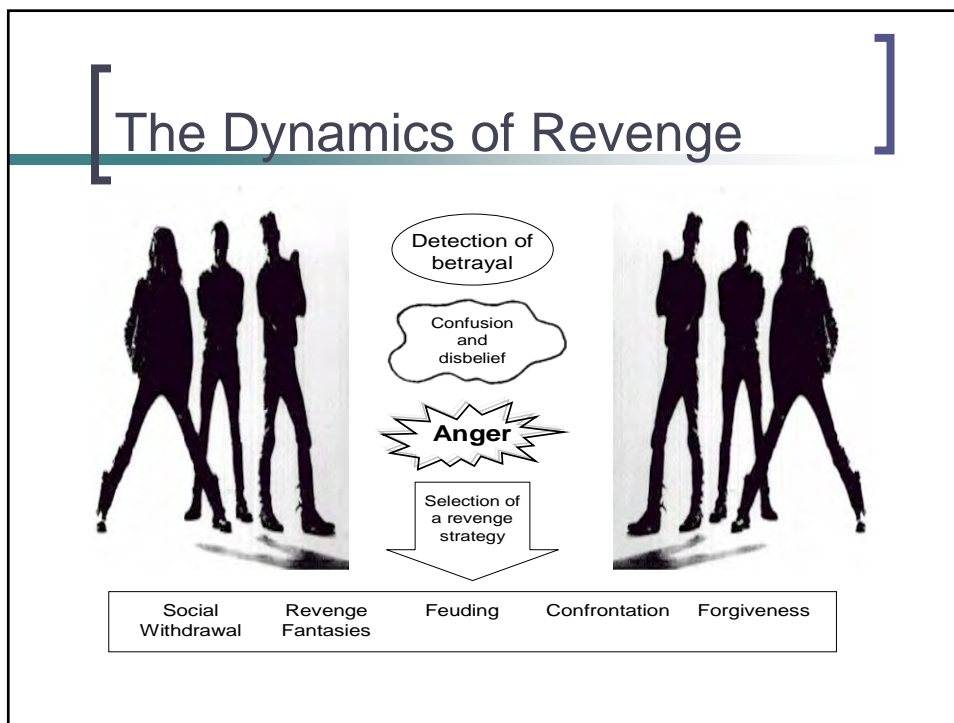 The Dynamics of Revenge
Detection of
betrayal
Confusion
and
disbelief
Anger
Selection of
a revenge
strategy
Social Withdrawal
Revenge Fantasies
Feuding
Confrontation
Forgiveness